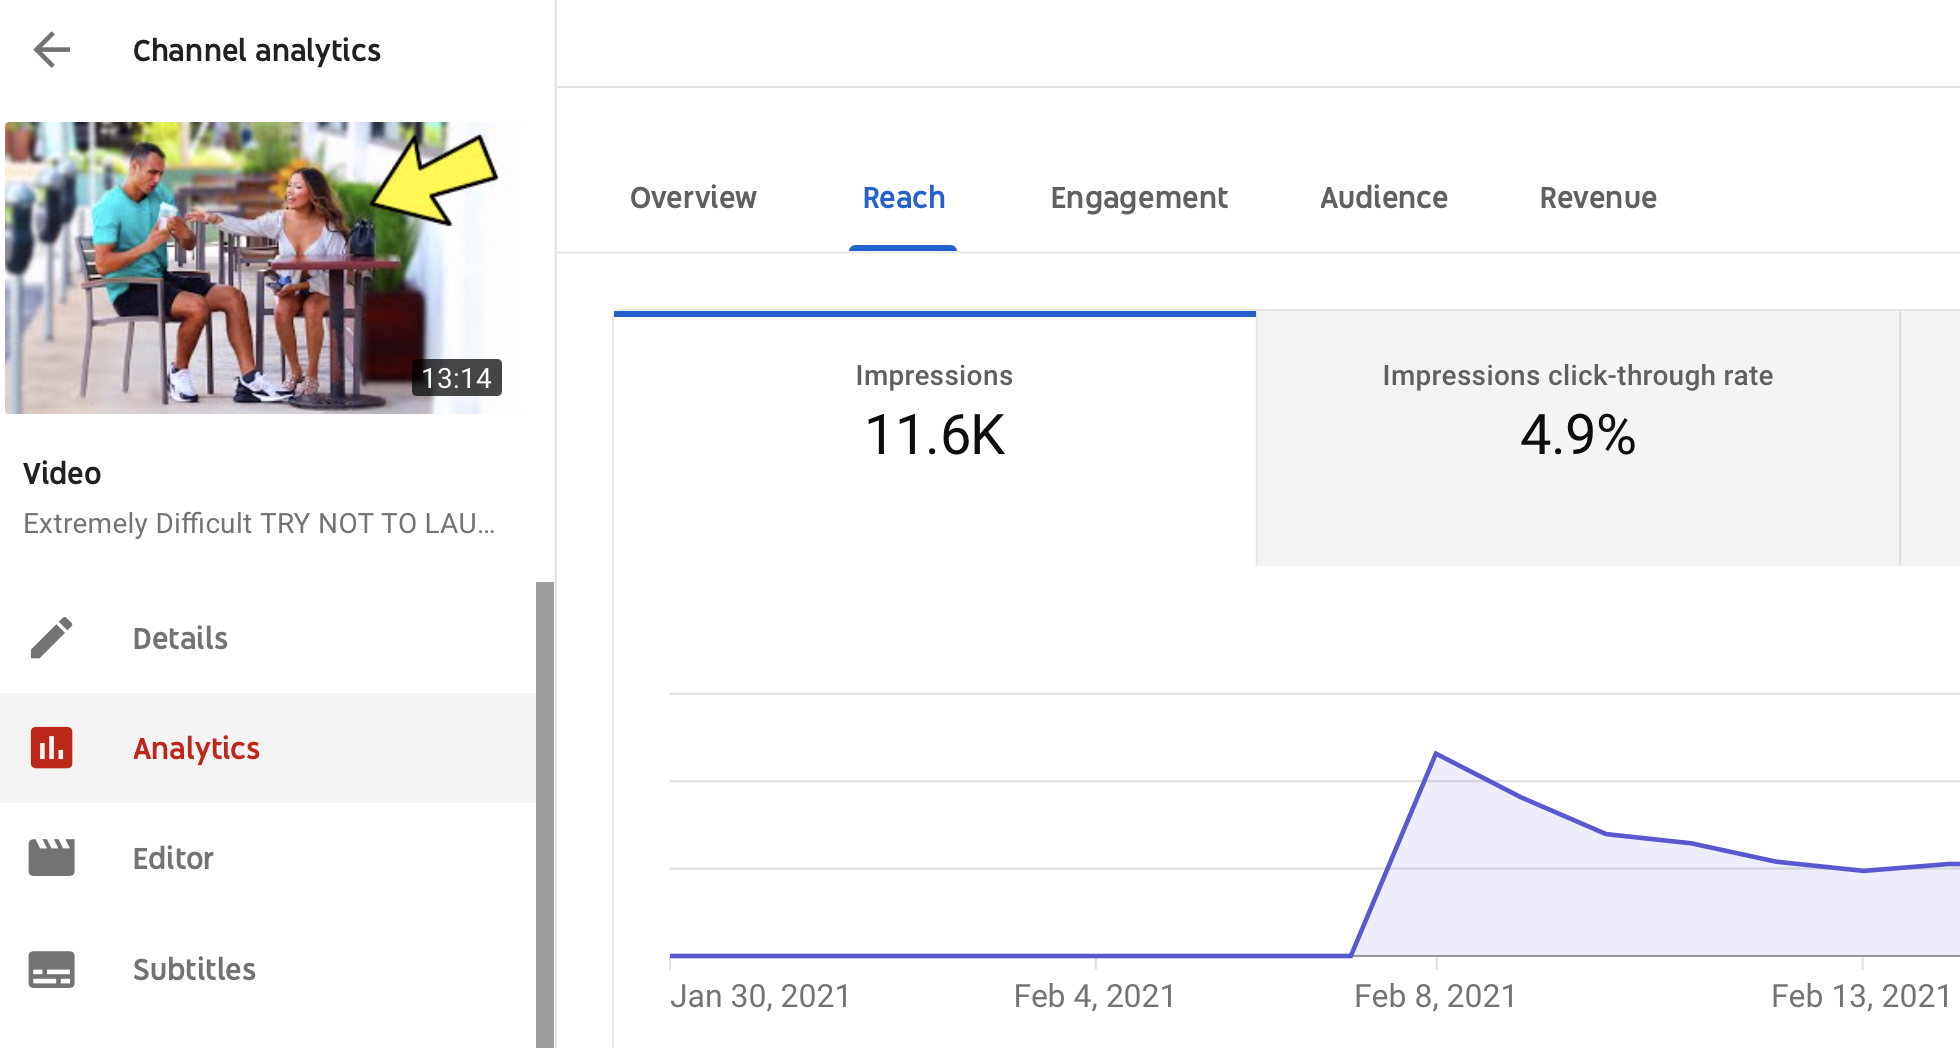 Channel analytics
13:14
Video
Extremely Difficult TRY NOT TO LAU...
Details
Analytics
Editor
Subtitles
Overview
Reach
Engagement
Audience
Revenue
Impressions
11.6K
Impressions click-through rate
4.9%
Jan 30, 2021
Feb 4, 2021
Feb 8, 2021
Feb 13, 2021